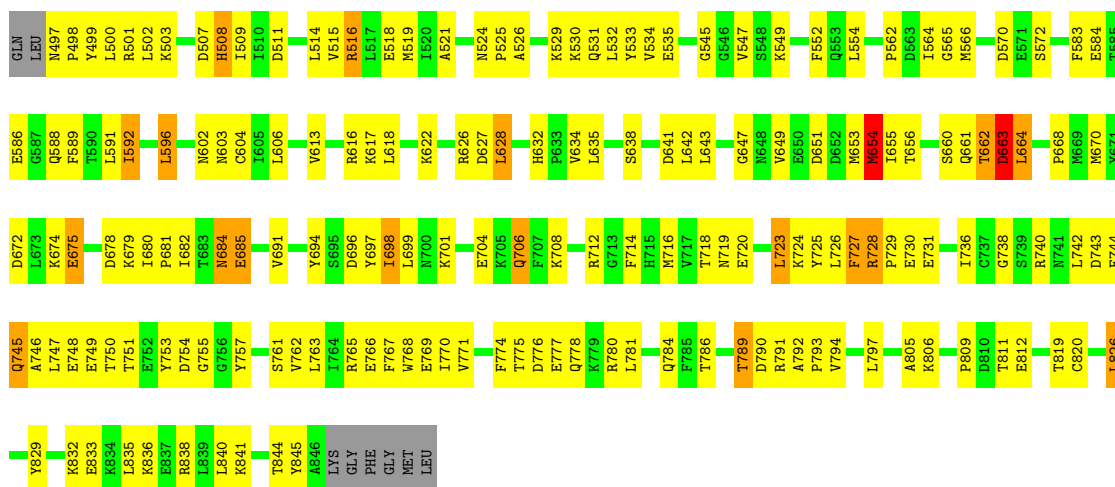 GLN LEU N497 P498 Y499 L500 R501 L502 K503 D507 H508 I509 I510 D511 L514 V515 R516 L517 E518 M519 I520 A521 N524 P525 A526 K529 K530 Q531 L532 Y533 V534 E535 G545 G546 V547 S548 K549 F552 Q553 L554 P562 D563 I564 G565 M566 D570 E571 S572 F583 E584
E586 G587 Q588 F589 T590 L591 I592 L596 N602 N603 C604 I605 L606 V613 R616 K617 L618 K622 R626 D627 L628 H632 P633 V634 L635 S638 D641 L642 L643 G647 N648 V649 E650 D651 D652 M653 M654 I655 T656 S660 Q661 T662 D663 L664 P668 M669 M670
D672 L673 K674 E675 D678 K679 I680 P681 I682 T683 N684 E685 V691 Y694 S695 D696 Y697 I698 L699 N700 K701 E704 K705 Q706 F707 K708 R712 G713 F714 H715 M716 V717 T718 N719 E720 L723 K724 Y725 L726 F727 R728 P729 E730 E731 I736 C737 G738 S739 R740 N741 L742 D743
Q745 A746 L747 E748 E749 T750 T751 E752 Y753 D754 G755 G756 Y757 S761 V762 L763 I764 R765 E766 F767 W768 E769 I770 V771 F774 T775 D776 E777 Q778 K779 R780 L781 Q784 F785 T786 T789 D790 R791 A792 P793 V794 L797 A805 K806 P809 D810 T811 E812 T819 C820
Y829 K832 E833 K834 L835 K836 E837 R838 L839 L840 K841 T844 Y845 A846 LYS GLY PHE GLY MET LEU